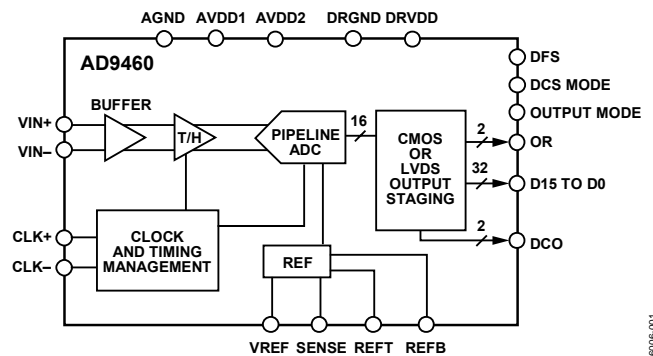 AGND AVDD1 AVDD2 DRGND DRVDD
AD9460
DFS
DCS MODE
OUTPUT MODE
BUFFER
VIN+
VIN–
T/H
PIPELINE
ADC
16
CMOS
OR
LVDS
OUTPUT
STAGING
2
OR
32
D15 TO D0
2
DCO
CLK+
CLK–
CLOCK
AND TIMING
MANAGEMENT
REF
VREF SENSE REFT REFB